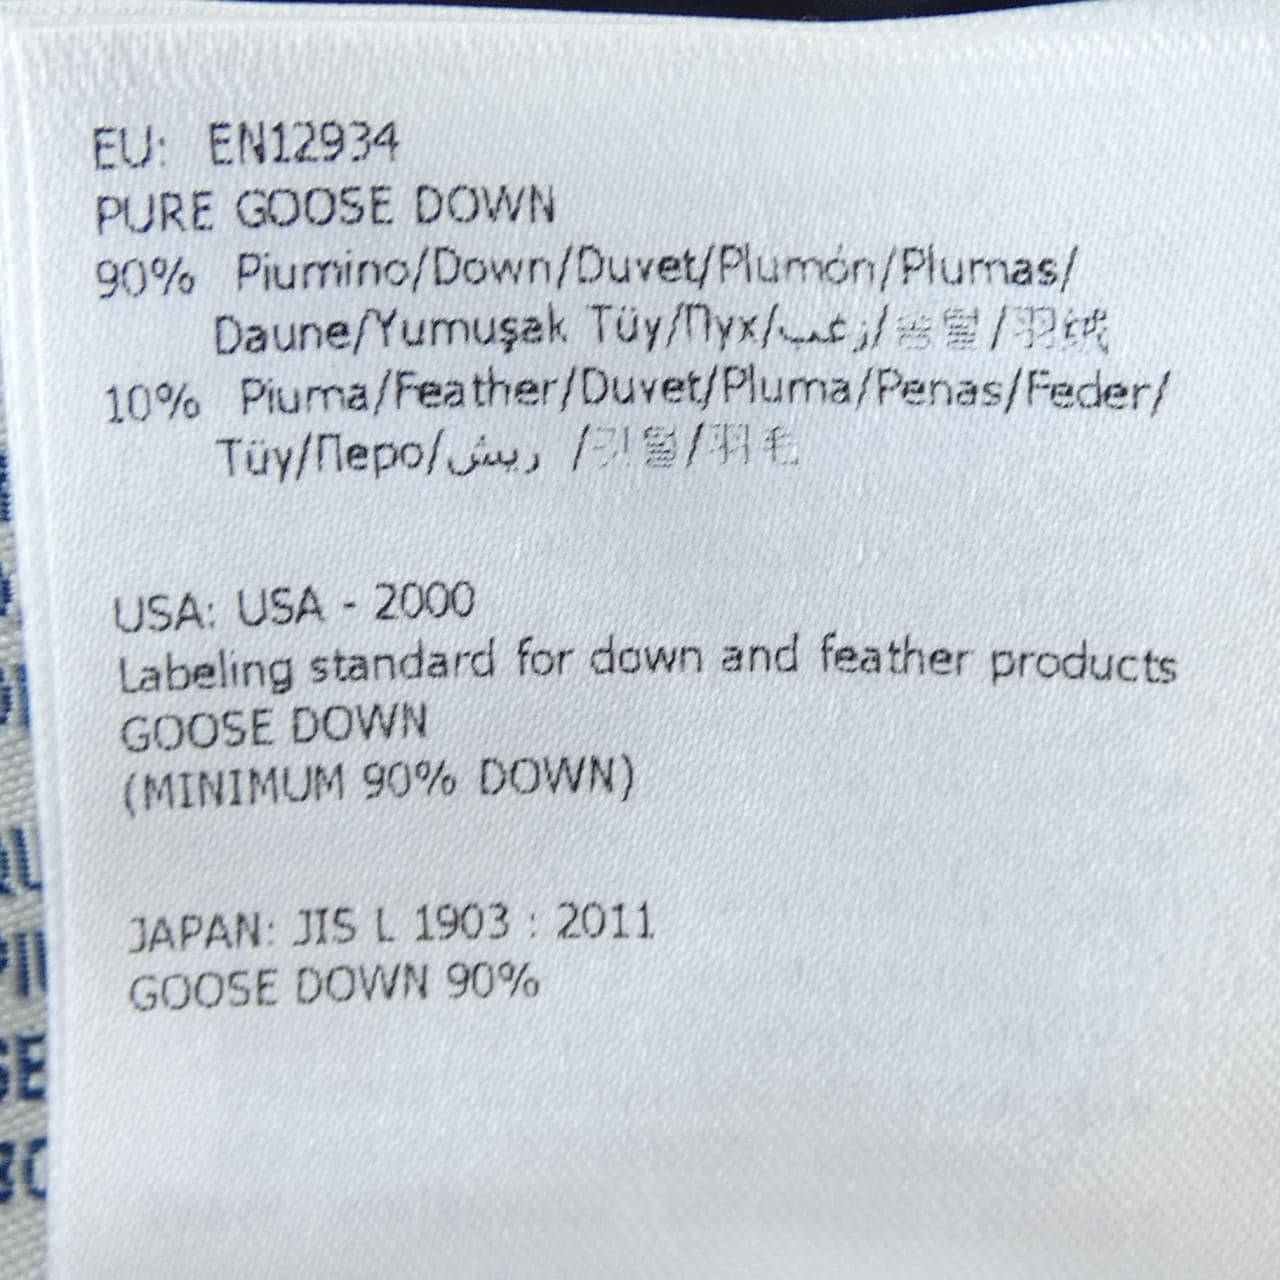 EU: EN12934
PURE GOOSE DOWN
90% Piumino/Down/Duvet/Plumón/Plumas/
Daune/Yumuşak Tüy/Пух/زغب/솜털/羽绒
10% Piuma/Feather/Duvet/Pluma/Penas/Feder/
Tüy/Перо/ريش /깃털/羽毛
USA: USA - 2000
Labeling standard for down and feather products
GOOSE DOWN
(MINIMUM 90% DOWN)
JAPAN: JIS L 1903 : 2011
GOOSE DOWN 90%